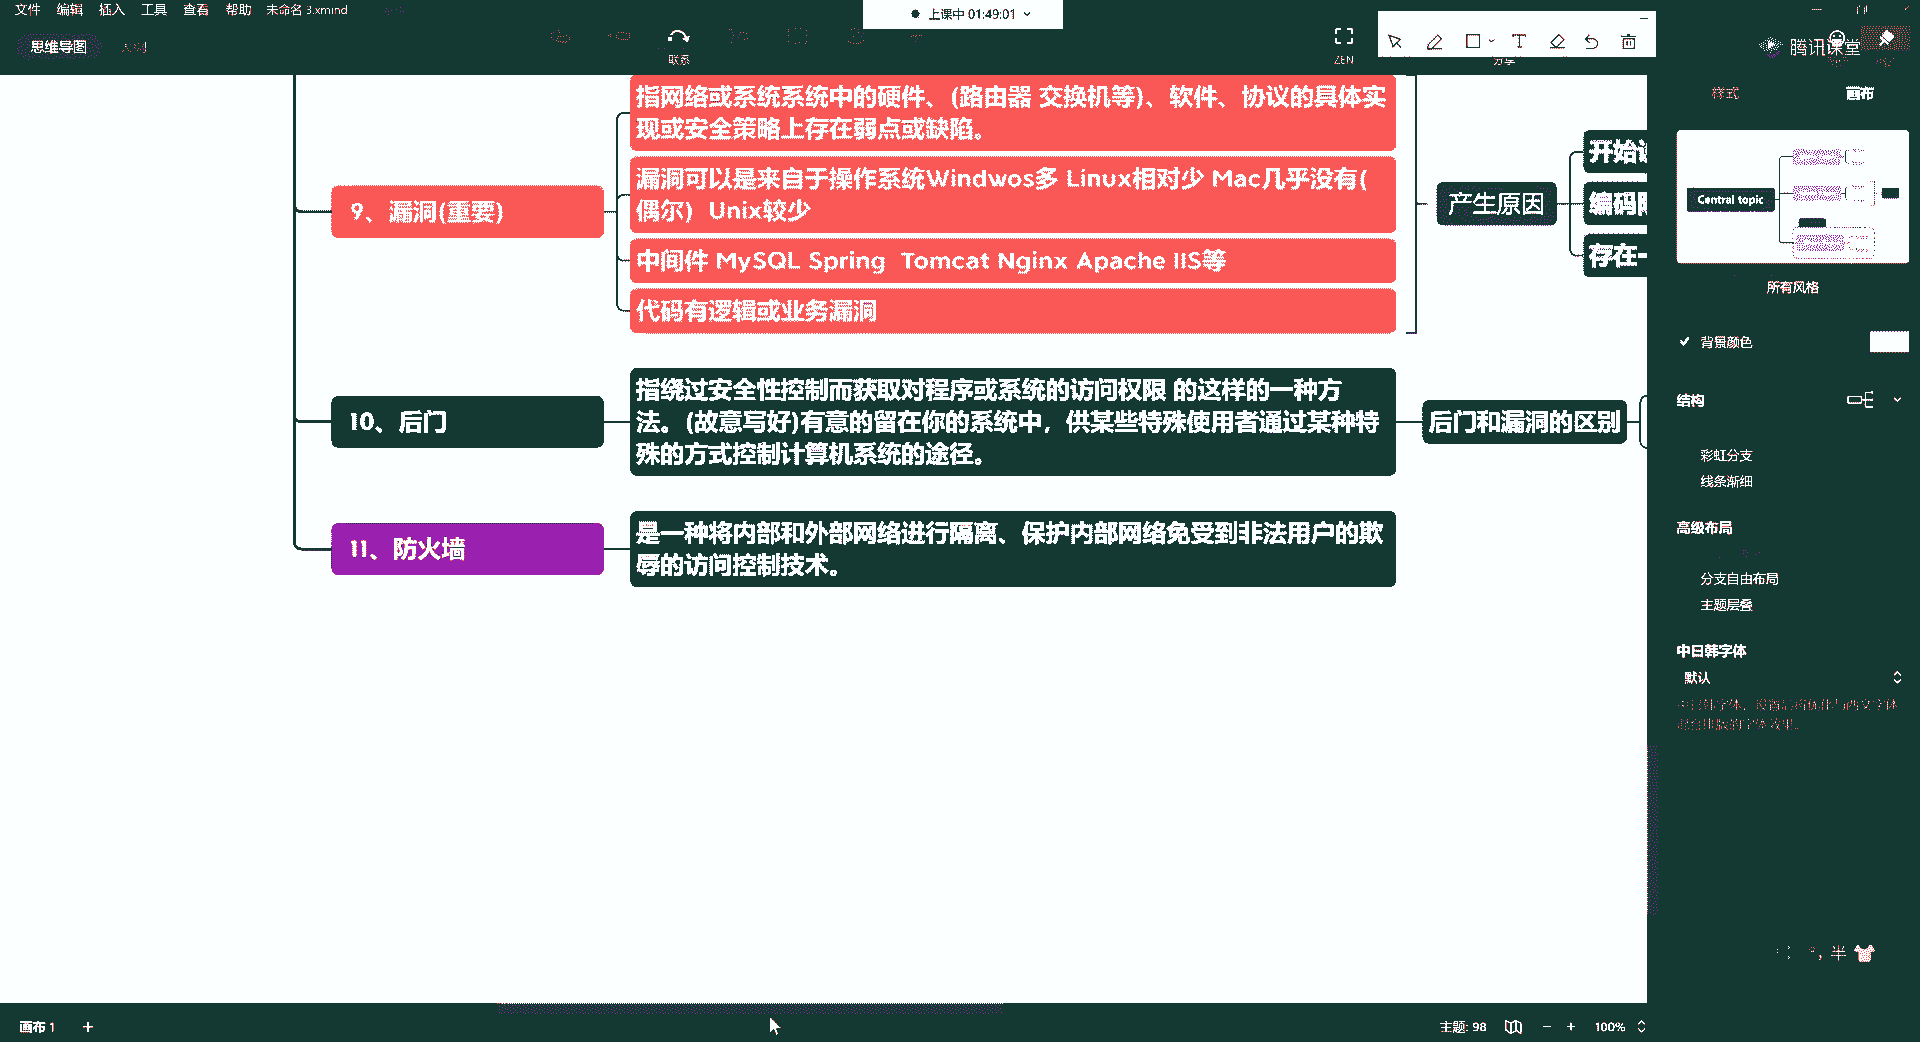 文件 编辑 插入 工具 查看 帮助 未命名 3.xmind
上课中 01:49:01
思维导图
联系
ZEN
分享
腾讯课堂
样式 画布
指网络或系统系统中的硬件、(路由器 交换机等)、软件、协议的具体实
现或安全策略上存在弱点或缺陷。
9、漏洞(重要)
漏洞可以是来自于操作系统Windwos多 Linux相对少 Mac几乎没有(
偶尔) Unix较少
中间件 MySQL Spring Tomcat Nginx Apache IIS等
代码有逻辑或业务漏洞
产生原因
开始
编码
存在
10、后门
指绕过安全性控制而获取对程序或系统的访问权限 的这样的一种方
法。(故意写好)有意的留在你的系统中，供某些特殊使用者通过某种特
殊的方式控制计算机系统的途径。
后门和漏洞的区别
11、防火墙
是一种将内部和外部网络进行隔离、保护内部网络免受到非法用户的欺
辱的访问控制技术。
Central topic
所有风格
背景颜色
结构
彩虹分支
线条渐细
高级布局
分支自由布局
主题层叠
中日韩字体
默认
半
画布 1
主题: 98
100%